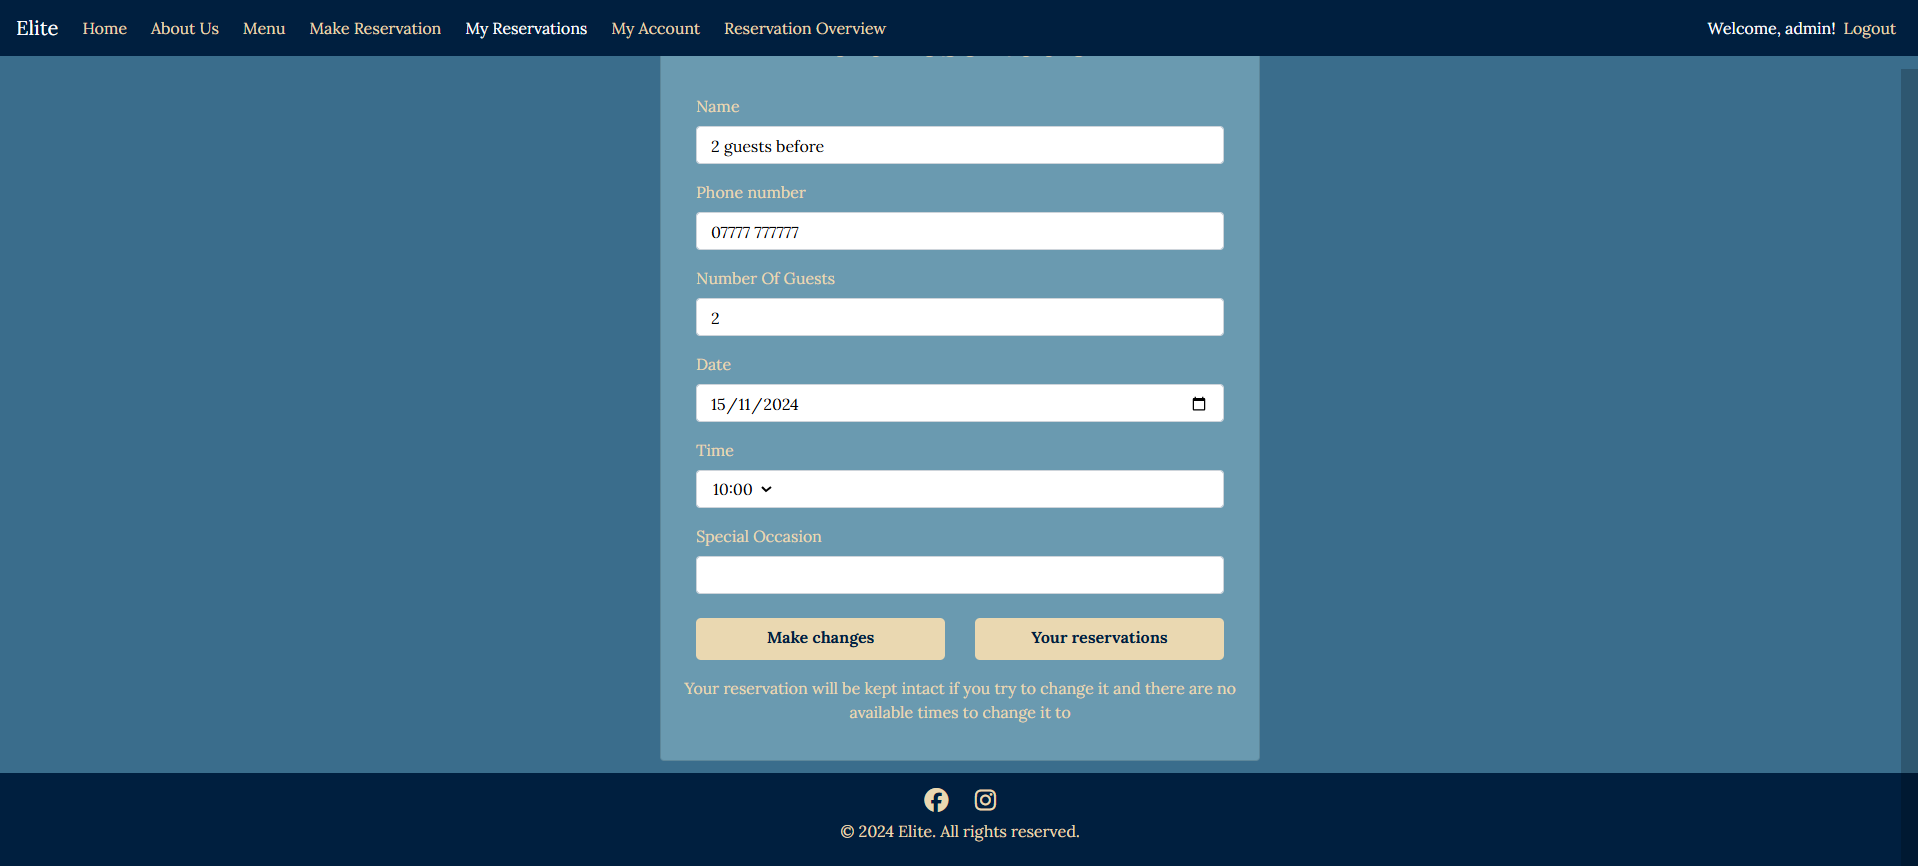 Elite Home About Us Menu Make Reservation My Reservations My Account Reservation Overview Welcome, admin! Logout
Name
2 guests before
Phone number
07777 777777
Number Of Guests
2
Date
15/11/2024
Time
10:00
Special Occasion
Make changes Your reservations
Your reservation will be kept intact if you try to change it and there are no
available times to change it to
© 2024 Elite. All rights reserved.